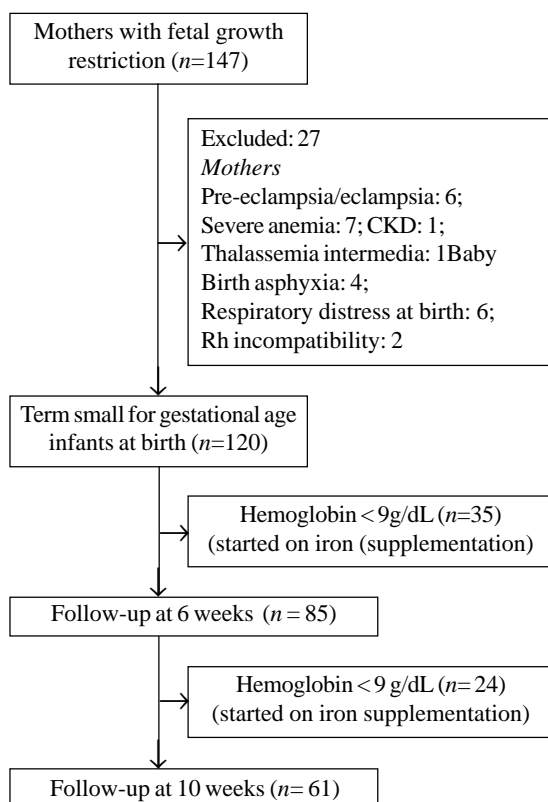 Mothers with fetal growth
restriction (n=147)
Excluded: 27
Mothers
Pre-eclampsia/eclampsia: 6;
Severe anemia: 7; CKD: 1;
Thalassemia intermedia: 1Baby
Birth asphyxia: 4;
Respiratory distress at birth: 6;
Rh incompatibility: 2
Term small for gestational age
infants at birth (n=120)
Hemoglobin < 9g/dL (n=35)
(started on iron (supplementation)
Follow-up at 6 weeks (n = 85)
Hemoglobin < 9 g/dL (n= 24)
(started on iron supplementation)
Follow-up at 10 weeks (n= 61)